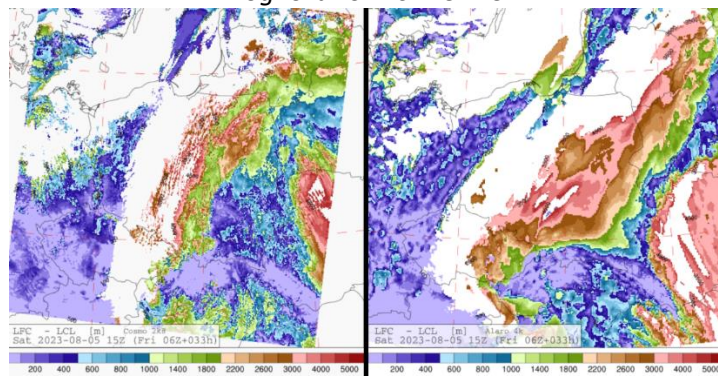 LFC - LCL [m] Cosmo 2k8
Sat 2023-08-05 15Z (Fri 06Z+033h)
200 400 600 800 1000 1400 1800 2200 2600 3000 4000 5000
LFC - LCL [m] Alaro 4k
Sat 2023-08-05 15Z (Fri 06Z+033h)
200 400 600 800 1000 1400 1800 2200 2600 3000 4000 5000